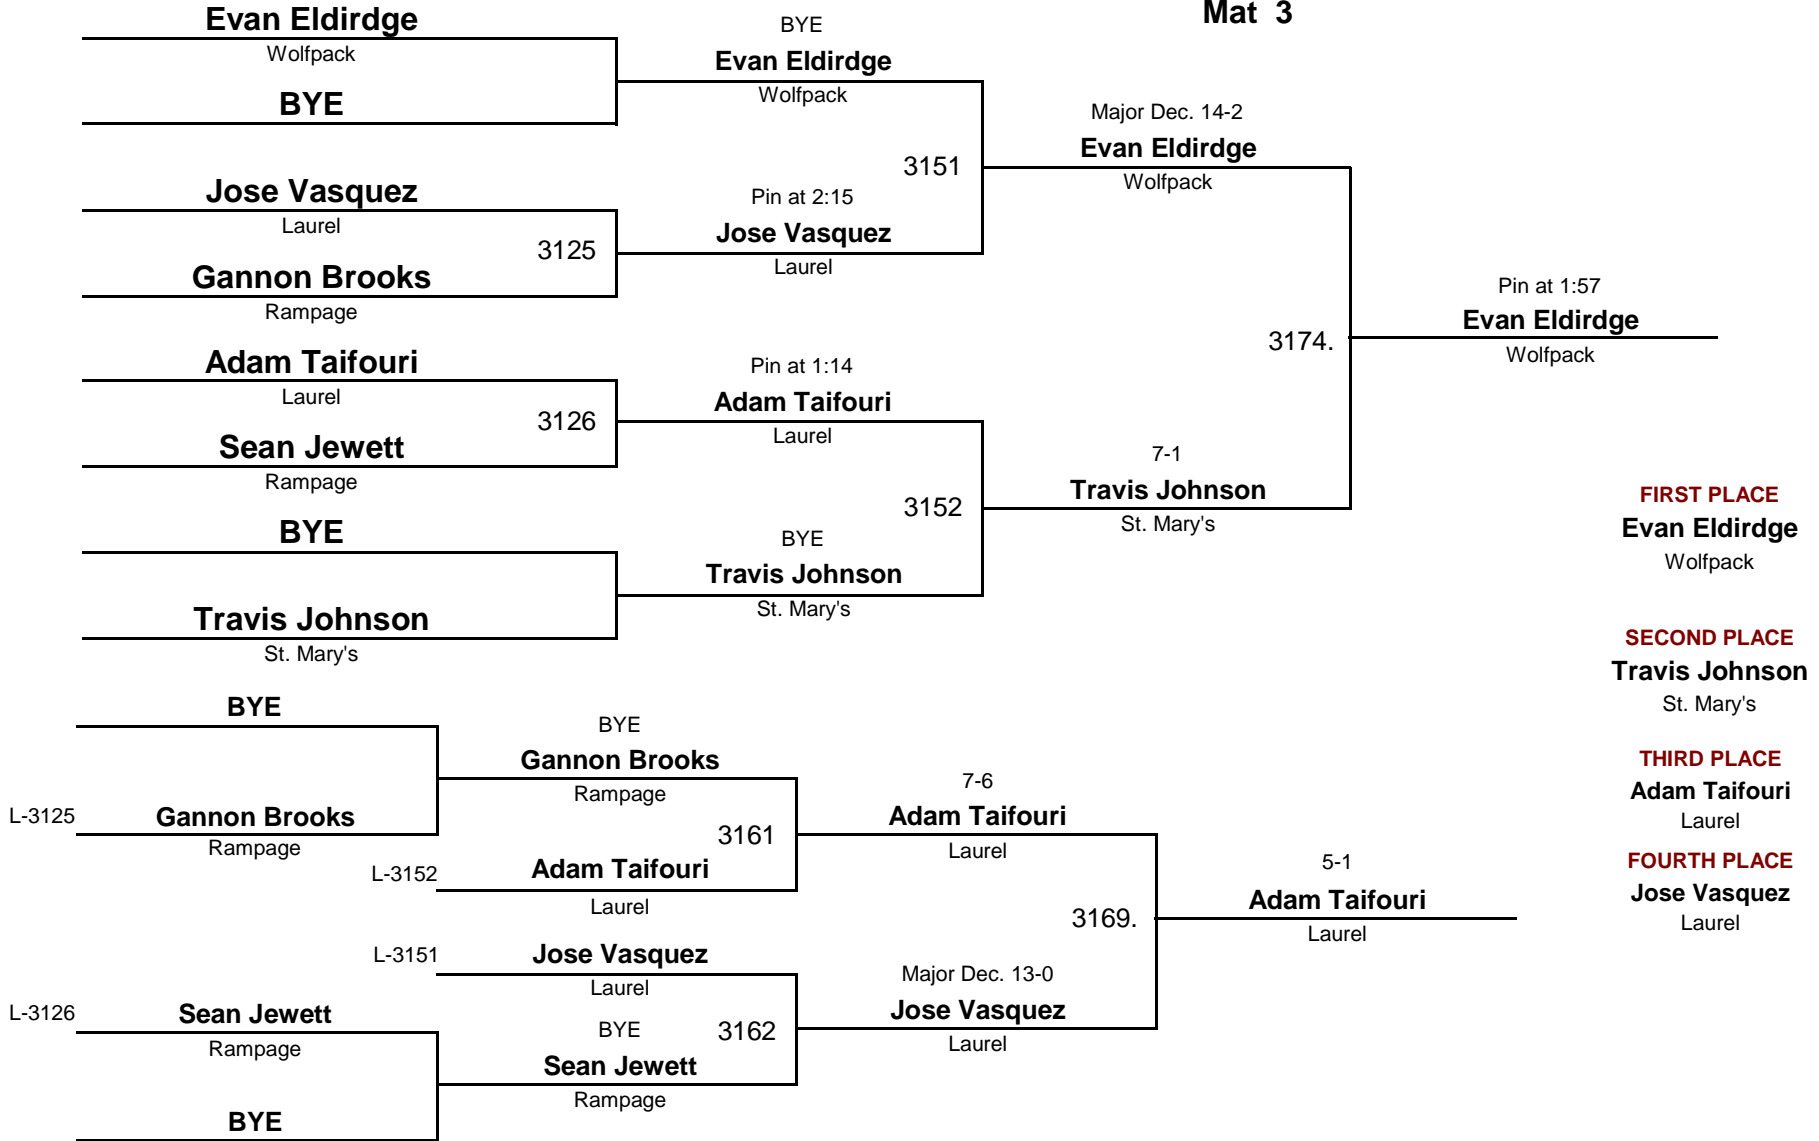 Mat 3
Evan Eldirdge
Wolfpack
BYE
Jose Vasquez
Laurel
3125
Gannon Brooks
Rampage
Adam Taifouri
Laurel
3126
Sean Jewett
Rampage
BYE
Travis Johnson
St. Mary's
BYE
Evan Eldirdge
Wolfpack
3151
Pin at 2:15
Jose Vasquez
Laurel
Pin at 1:14
Adam Taifouri
Laurel
3152
BYE
Travis Johnson
St. Mary's
Major Dec. 14-2
Evan Eldirdge
Wolfpack
3174.
7-1
Travis Johnson
St. Mary's
Pin at 1:57
Evan Eldirdge
Wolfpack
FIRST PLACE
Evan Eldirdge
Wolfpack
SECOND PLACE
Travis Johnson
St. Mary's
THIRD PLACE
Adam Taifouri
Laurel
FOURTH PLACE
Jose Vasquez
Laurel
BYE
L-3125
Gannon Brooks
Rampage
L-3126
Sean Jewett
Rampage
BYE
BYE
Gannon Brooks
Rampage
3161
L-3152
Adam Taifouri
Laurel
L-3151
Jose Vasquez
Laurel
BYE
3162
Sean Jewett
Rampage
7-6
Adam Taifouri
Laurel
3169.
Major Dec. 13-0
Jose Vasquez
Laurel
5-1
Adam Taifouri
Laurel